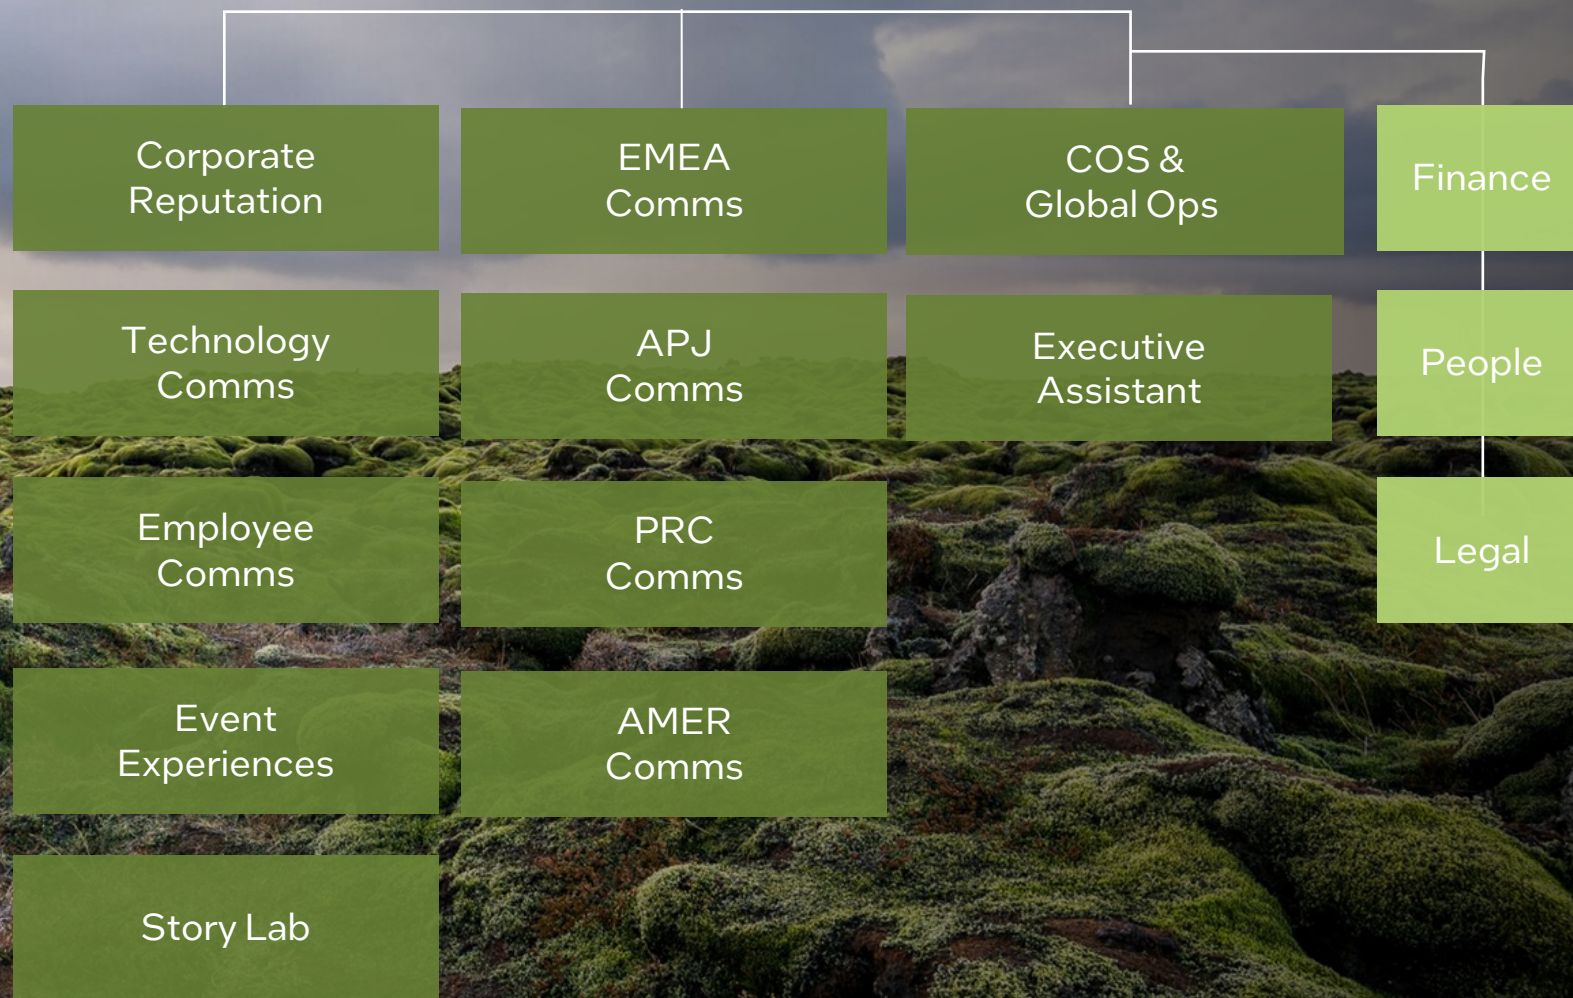 Corporate
Reputation
EMEA
Comms
COS &
Global Ops
Finance
Technology
Comms
APJ
Comms
Executive
Assistant
People
Employee
Comms
PRC
Comms
Legal
Event
Experiences
AMER
Comms
Story Lab